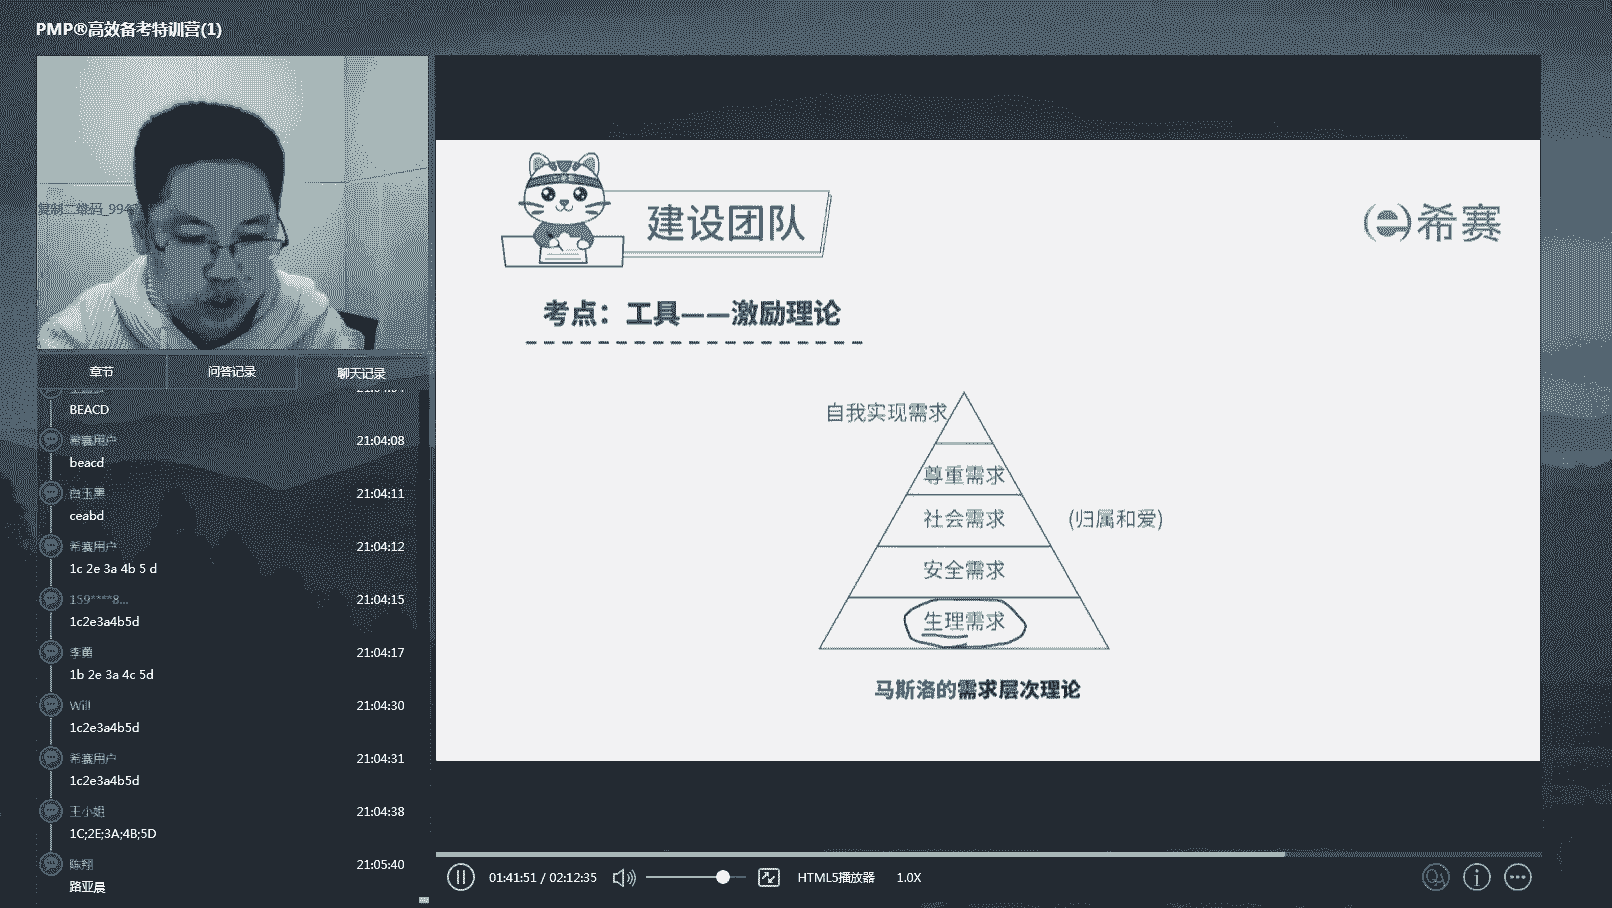 PMP®高效备考特训营(1)
复制二维码_994
章节
问答记录
聊天记录
BEACD
希赛用户
21:04:08
beacd
21:04:11
ceabd
希赛用户
21:04:12
1c 2e 3a 4b 5 d
159****8...
21:04:15
1c2e3a4b5d
21:04:17
1b 2e 3a 4c 5d
Will
21:04:30
1c2e3a4b5d
希赛用户
21:04:31
1c2e3a4b5d
王小姐
21:04:38
1C;2E;3A;4B;5D
陈翔
21:05:40
路亚晨
建设团队
希赛
考点：工具——激励理论
自我实现需求
尊重需求
社会需求
(归属和爱)
安全需求
生理需求
马斯洛的需求层次理论
01:41:51 / 02:12:35
HTML5播放器
1.0X